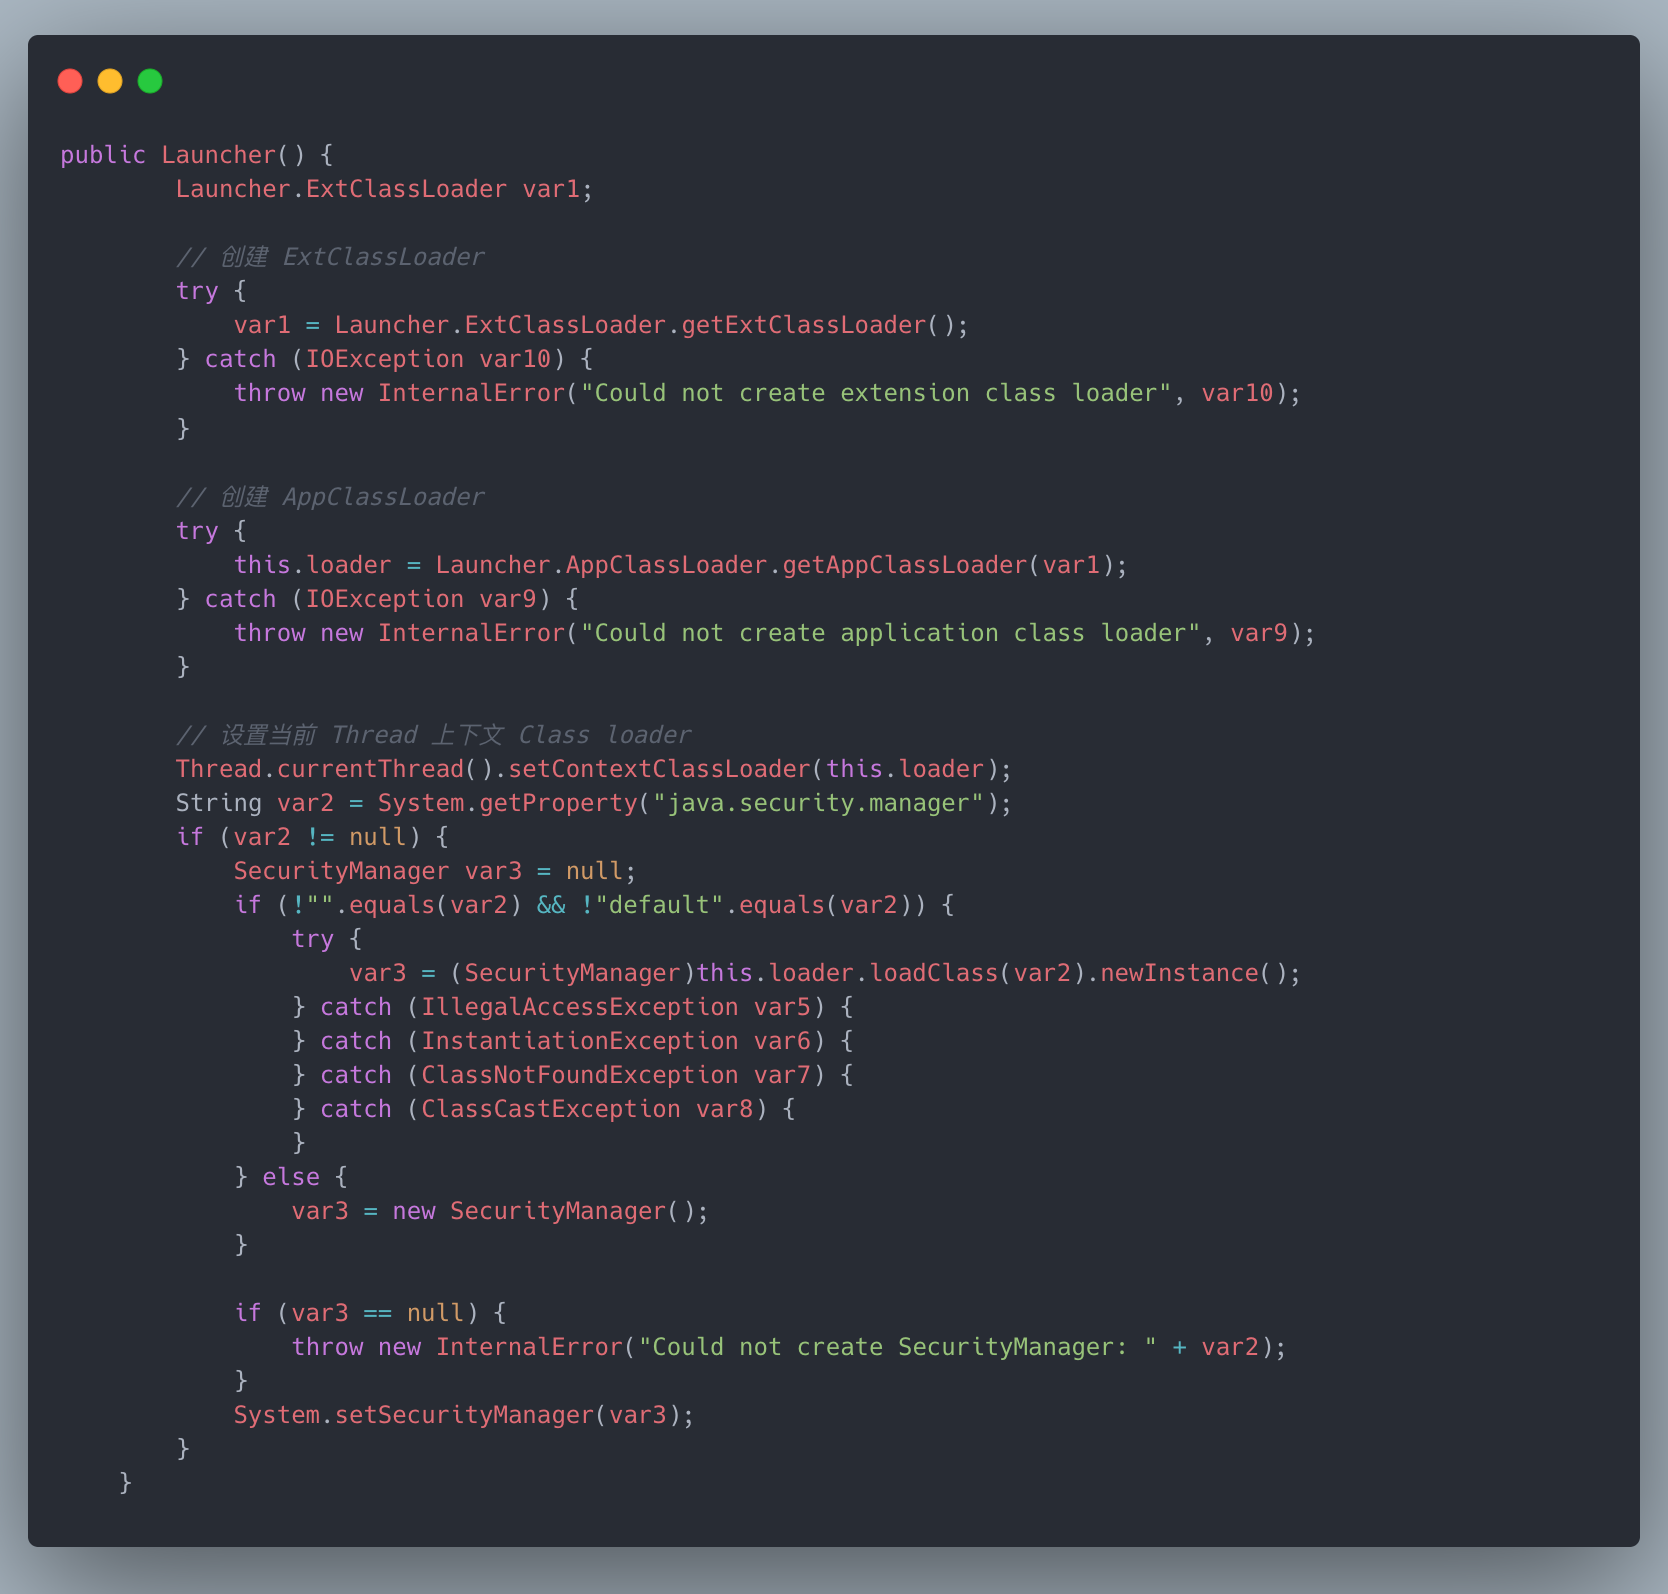 public Launcher() {
Launcher.ExtClassLoader var1;
// 创建 ExtClassLoader
try {
var1 = Launcher.ExtClassLoader.getExtClassLoader();
} catch (IOException var10) {
throw new InternalError("Could not create extension class loader", var10);
}
// 创建 AppClassLoader
try {
this.loader = Launcher.AppClassLoader.getAppClassLoader(var1);
} catch (IOException var9) {
throw new InternalError("Could not create application class loader", var9);
}
// 设置当前 Thread 上下文 Class loader
Thread.currentThread().setContextClassLoader(this.loader);
String var2 = System.getProperty("java.security.manager");
if (var2 != null) {
SecurityManager var3 = null;
if (!"".equals(var2) && !"default".equals(var2)) {
try {
var3 = (SecurityManager)this.loader.loadClass(var2).newInstance();
} catch (IllegalAccessException var5) {
} catch (InstantiationException var6) {
} catch (ClassNotFoundException var7) {
} catch (ClassCastException var8) {
}
} else {
var3 = new SecurityManager();
}
if (var3 == null) {
throw new InternalError("Could not create SecurityManager: " + var2);
}
System.setSecurityManager(var3);
}
}